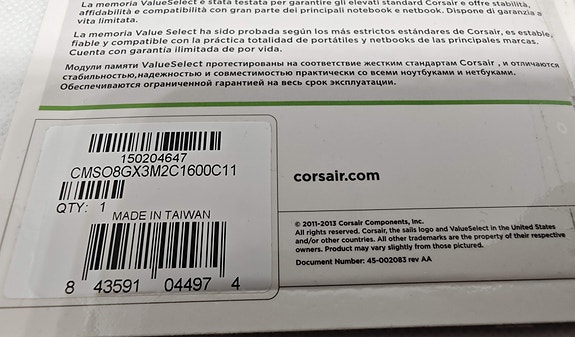 La memoria ValueSelect è stata testata per garantire gli elevati standard Corsair e offre stabilità,
affidabilità e compatibilità con gran parte dei principali notebook e netbook. Dispone di garanzia a
vita limitata.
La memoria Value Select ha sido probada según los más estrictos estándares de Corsair, es estable,
fiable y compatible con la práctica totalidad de portátiles y netbooks de las principales marcas.
Cuenta con garantía ilimitada de por vida.
Модули памяти ValueSelect протестированы на соответствие жестким стандартам Corsair , и отличаются
стабильностью,надежностью и совместимостью практически со всеми ноутбуками и нетбуками.
Обеспечиваются ограниченной гарантией на весь срок эксплуатации.
150204647
CMSO8GX3M2C1600C11
QTY: 1
MADE IN TAIWAN
8 43591 04497 4
corsair.com
© 2011-2013 Corsair Components, Inc.
All rights reserved. Corsair, the sails logo and ValueSelect in the United States
and/or other countries. All other trademarks are the property of their respective
owners. Product may vary slightly from those pictured.
Document Number: 45-002083 rev AA